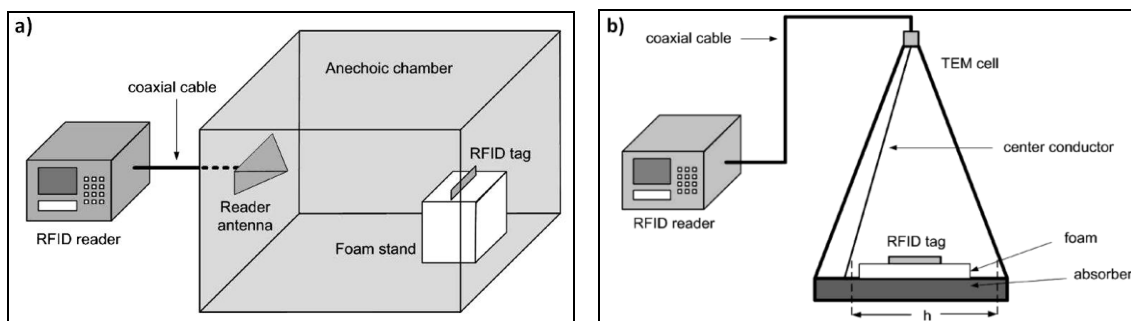 a)
Anechoic chamber
coaxial cable
RFID tag
Reader
antenna
RFID reader
Foam stand
b)
coaxial cable
TEM cell
center conductor
RFID reader
RFID tag
foam
absorber
h